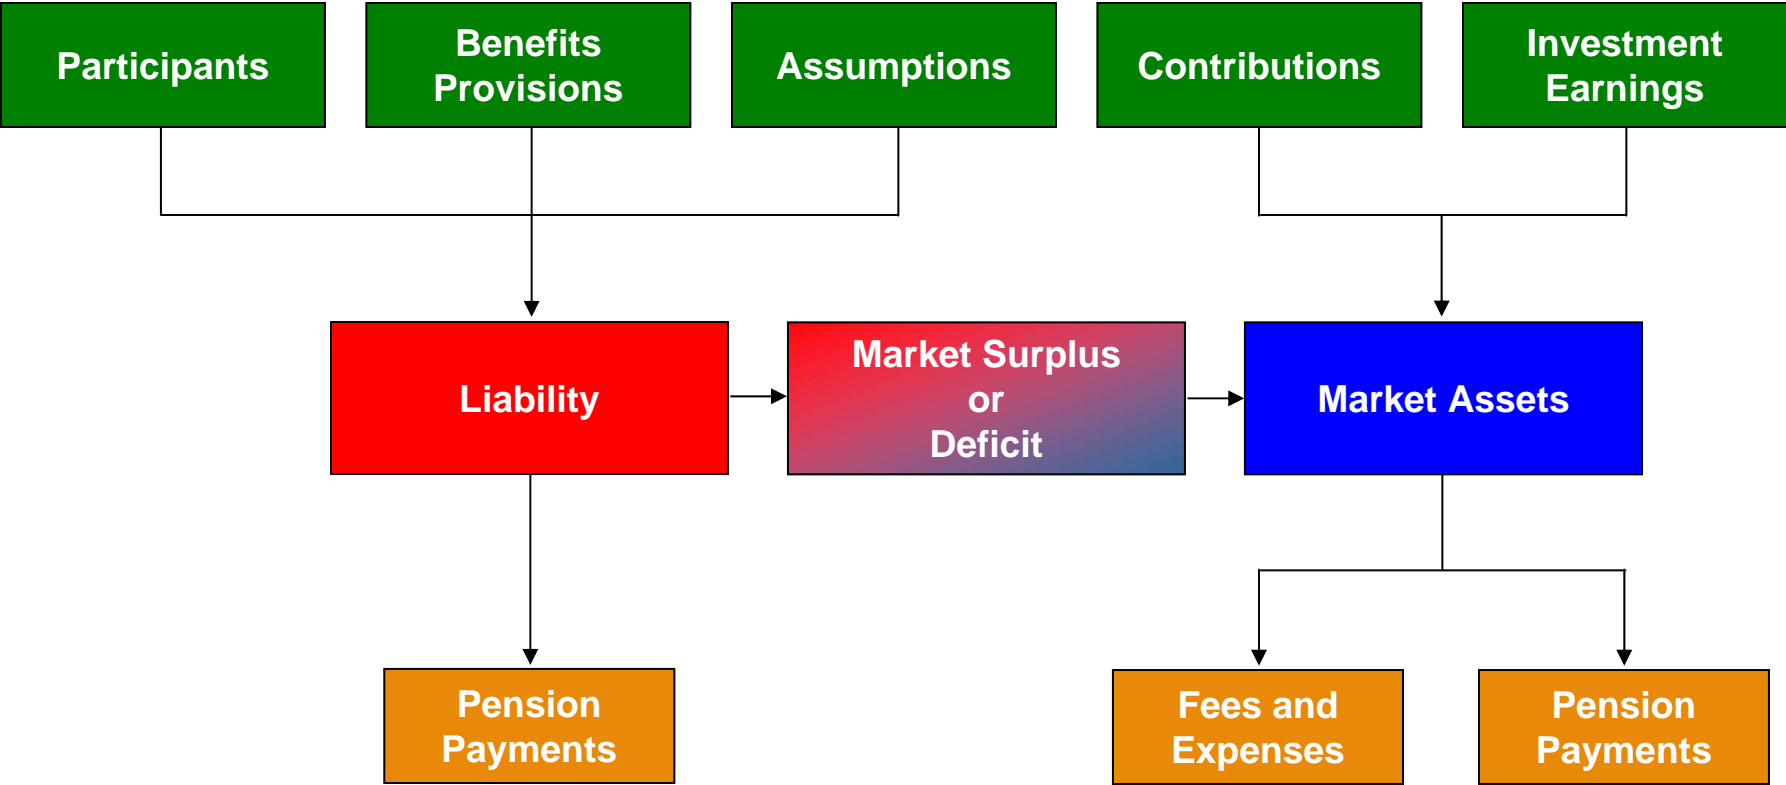 Participants
Benefits
Provisions
Assumptions
Contributions
Investment
Earnings
Liability
Market Surplus
or
Deficit
Market Assets
Pension
Payments
Fees and
Expenses
Pension
Payments